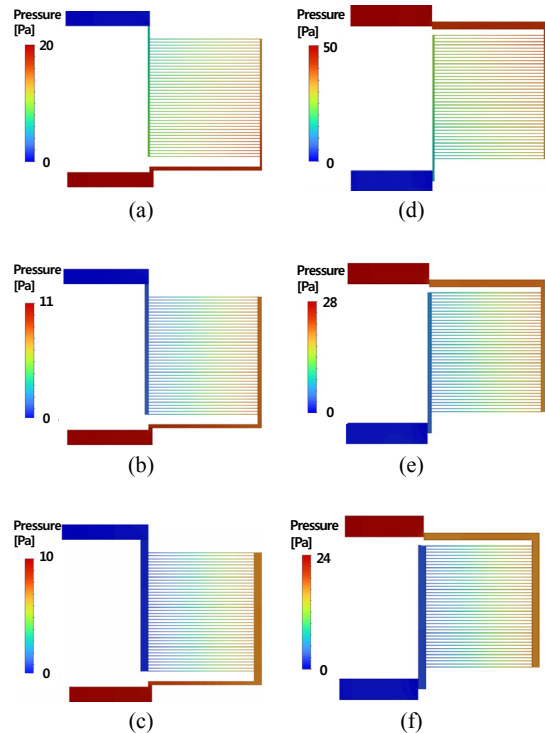 Pressure
[Pa]
20
0
(a)
Pressure
[Pa]
50
0
(d)
Pressure
[Pa]
11
0
(b)
Pressure
[Pa]
28
0
(e)
Pressure
[Pa]
10
0
(c)
Pressure
[Pa]
24
0
(f)